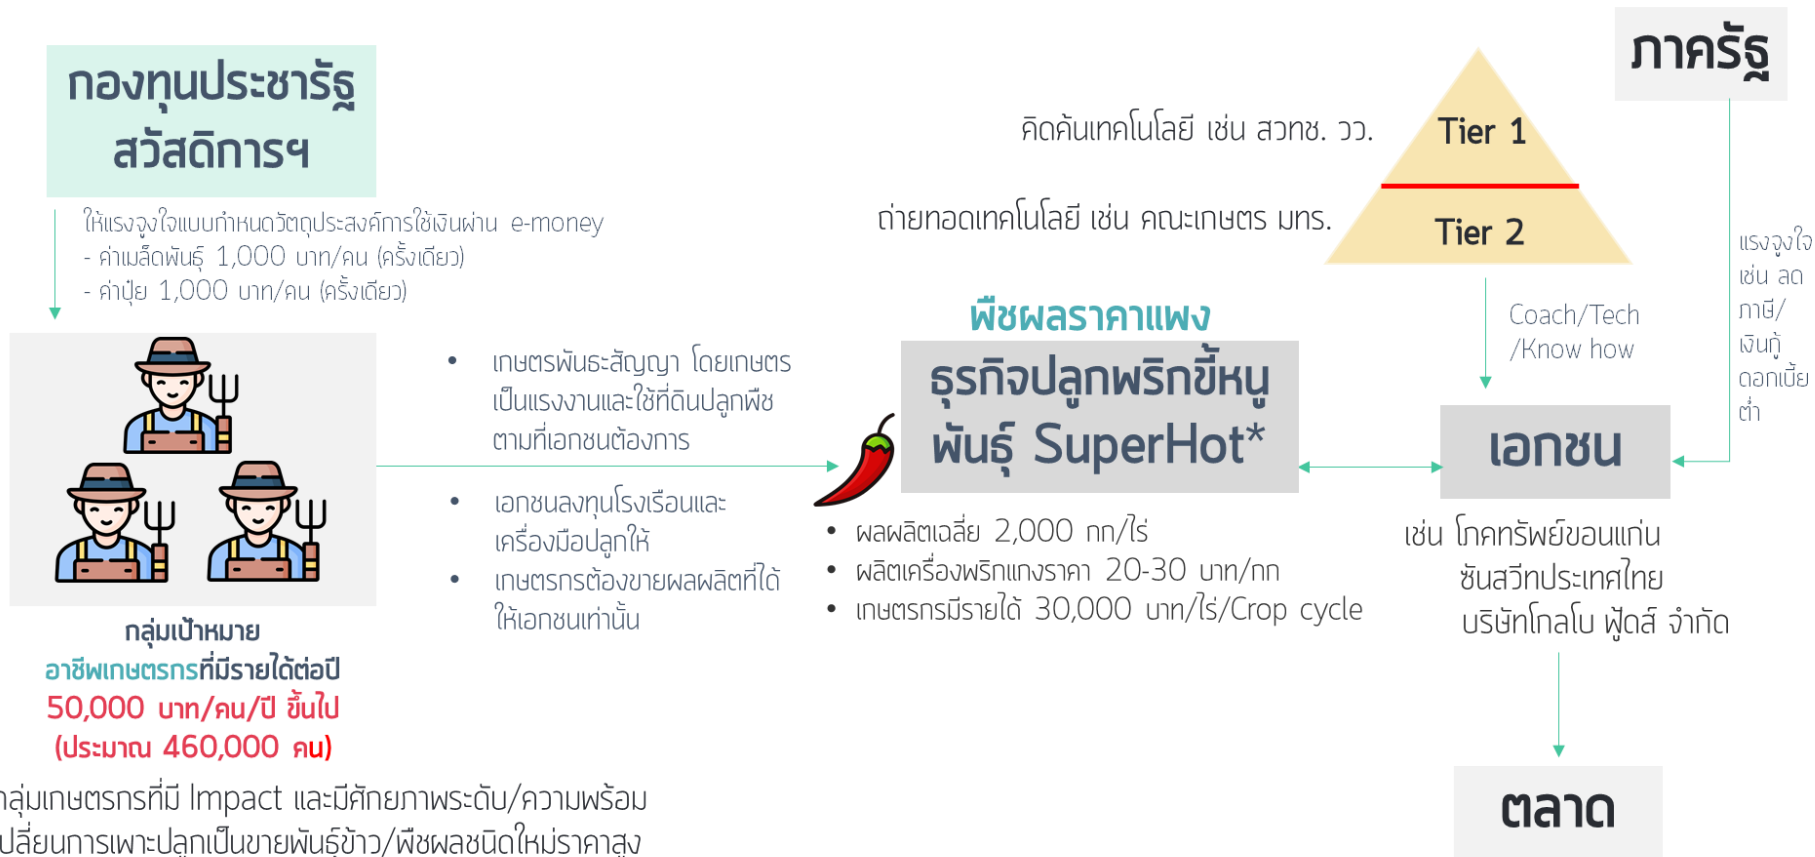 กองทุนประชารัฐ
สวัสดิการฯ
ให้แรงจูงใจแบบกำหนดวัตถุประสงค์การใช้เงินผ่าน e-money
- ค่าเมล็ดพันธุ์ 1,000 บาท/คน (ครั้งเดียว)
- ค่าปุ๋ย 1,000 บาท/คน (ครั้งเดียว)
กลุ่มเป้าหมาย
อาชีพเกษตรกรที่มีรายได้ต่อปี
50,000 บาท/คน/ปี ขึ้นไป
(ประมาณ 460,000 คน)
กลุ่มเกษตรกรที่มี Impact และมีศักยภาพระดับ/ความพร้อม
เปลี่ยนการเพาะปลูกเป็นขายพันธุ์ข้าว/พืชผลชนิดใหม่ราคาสูง
• เกษตรพันธะสัญญา โดยเกษตร
เป็นแรงงานและใช้ที่ดินปลูกพืช
ตามที่เอกชนต้องการ
• เอกชนลงทุนโรงเรือนและ
เครื่องมือปลูกให้
• เกษตรกรต้องขายผลผลิตที่ได้
ให้เอกชนเท่านั้น
พืชผลราคาแพง
ธุรกิจปลูกพริกขี้หนู
พันธุ์ SuperHot*
• ผลผลิตเฉลี่ย 2,000 กก/ไร่
• ผลิตเครื่องพริกแกงราคา 20-30 บาท/กก
• เกษตรกรมีรายได้ 30,000 บาท/ไร่/Crop cycle
คิดค้นเทคโนโลยี เช่น สวทช. วว.
Tier 1
ถ่ายทอดเทคโนโลยี เช่น คณะเกษตร มทร.
Tier 2
Coach/Tech
/Know how
ภาครัฐ
แรงจูงใจ
เช่น ลด
ภาษี/
เงินกู้
ดอกเบี้ย
ต่ำ
เอกชน
เช่น โภคทรัพย์ขอนแก่น
ซันสวีทประเทศไทย
บริษัทโกลโบ ฟู้ดส์ จำกัด
ตลาด